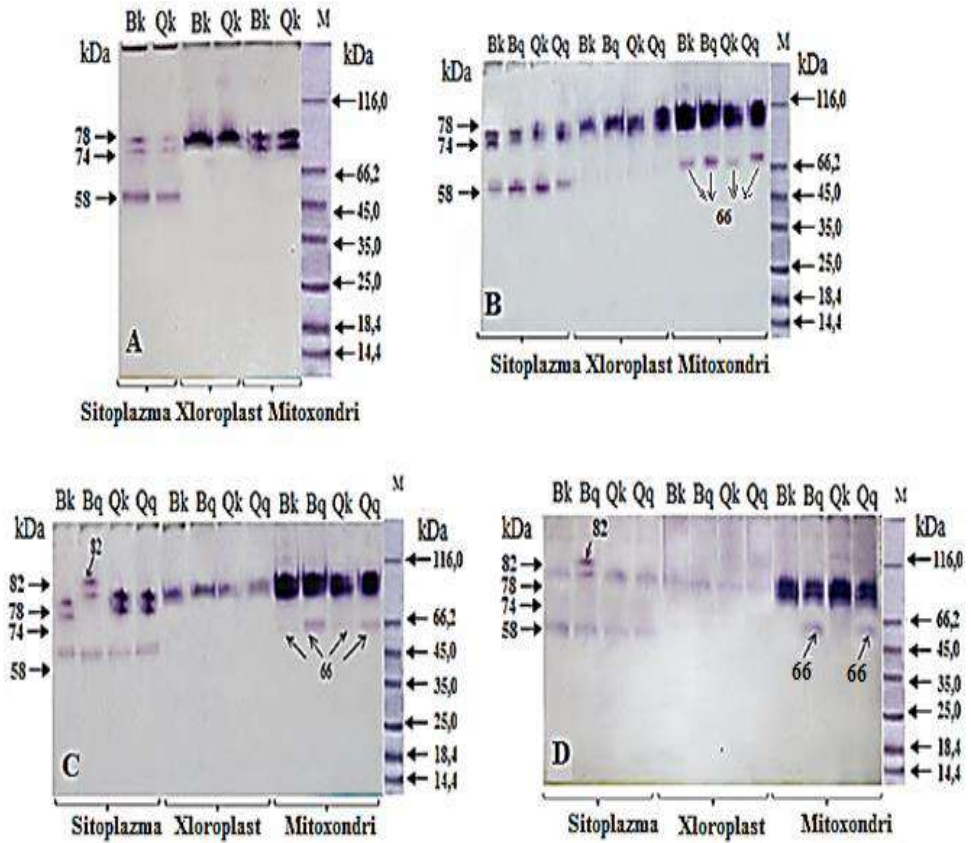 Bk Qk Bk Qk Bk Qk M
kDa kDa
116,0
78
74
66,2
58
45,0
35,0
25,0
18,4
14,4
A
Sitoplazma Xloroplast Mitoxondri
Bk Bq Qk Qq Bk Bq Qk Qq Bk Bq Qk Qq M
kDa kDa
116,0
78
74
66,2
58
45,0
66
35,0
25,0
18,4
14,4
B
Sitoplazma Xloroplast Mitoxondri
Bk Bq Qk Qq Bk Bq Qk Qq Bk Bq Qk Qq M
kDa kDa
82
116,0
82
78
74
66,2
58
45,0
66
35,0
25,0
18,4
14,4
C
Sitoplazma Xloroplast Mitoxondri
Bk Bq Qk Qq Bk Bq Qk Qq Bk Bq Qk Qq M
kDa kDa
82
116,0
82
78
74
66,2
58
45,0
66 66
35,0
25,0
18,4
14,4
D
Sitoplazma Xloroplast Mitoxondri